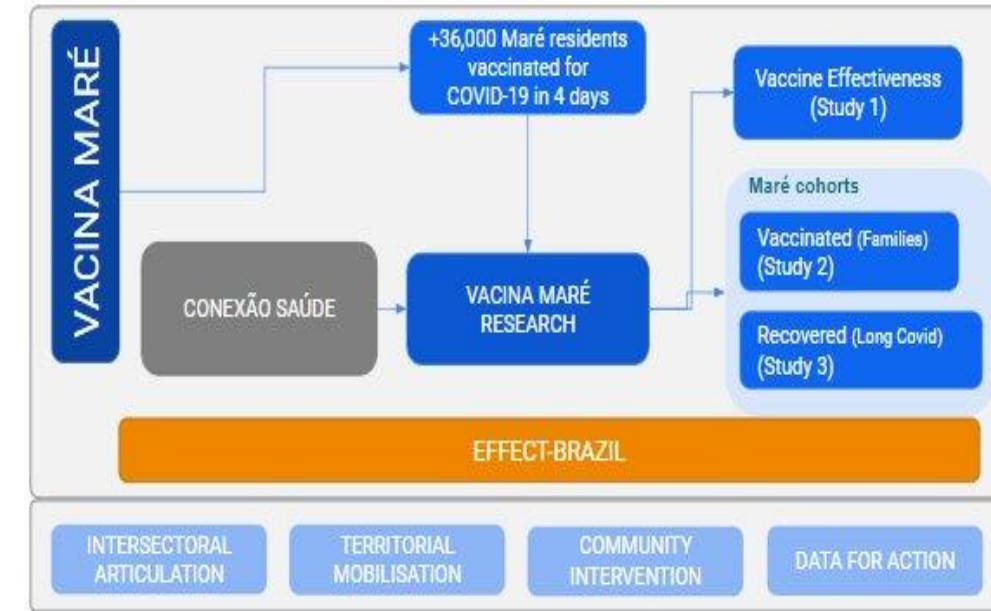 VACINA MARÉ
+36,000 Maré residents
vaccinated for
COVID-19 in 4 days
Vaccine Effectiveness
(Study 1)
Maré cohorts
Vaccinated (Families)
(Study 2)
CONEXÃO SAÚDE
VACINA MARÉ
RESEARCH
Recovered (Long Covid)
(Study 3)
EFFECT-BRAZIL
INTERSECTORAL
ARTICULATION
TERRITORIAL
MOBILISATION
COMMUNITY
INTERVENTION
DATA FOR ACTION